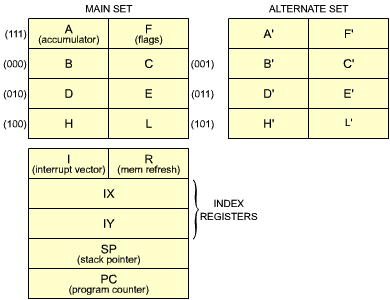 MAIN SET
ALTERNATE SET
(111)
A
(accumulator)
F
(flags)
A'
F'
(000)
B
C
(001)
B'
C'
(010)
D
E
(011)
D'
E'
(100)
H
L
(101)
H'
L'
I
(interrupt vector)
R
(mem refresh)
IX
IY
INDEX
REGISTERS
SP
(stack pointer)
PC
(program counter)